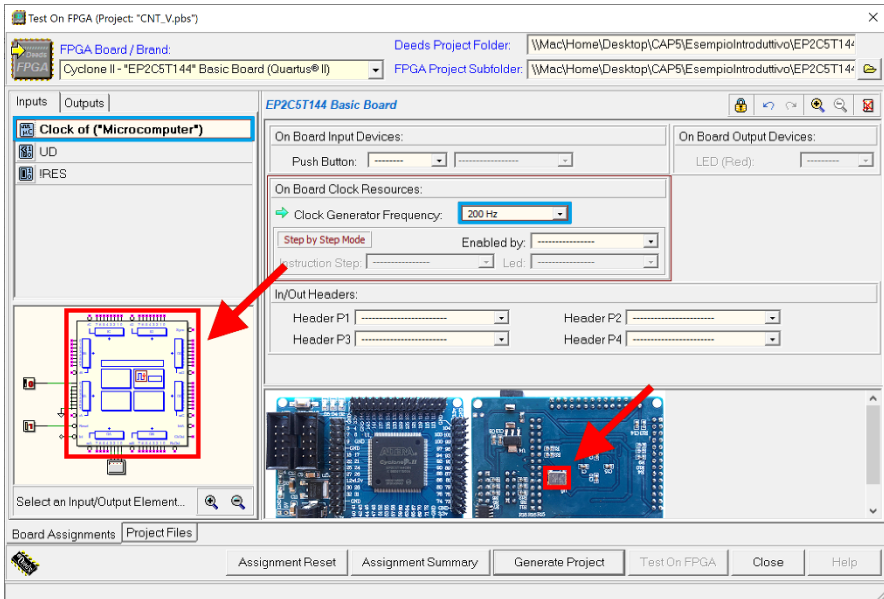 Test On FPGA (Project: "CNT_V.pbs")
FPGA Board / Brand:
Cyclone II - "EP2C5T144" Basic Board (Quartus® II)
Deeds Project Folder:
\\Mac\Home\Desktop\CAP5\EsempioIntroduttivo\EP2C5T144
FPGA Project Subfolder:
\\Mac\Home\Desktop\CAP5\EsempioIntroduttivo\EP2C5T144
Deeds
FPGA
Inputs
Outputs
Clock of ("Microcomputer")
UD
IRES
EP2C5T144 Basic Board
On Board Input Devices:
Push Button:
On Board Output Devices:
LED (Red):
On Board Clock Resources:
Clock Generator Frequency:
200 Hz
Step by Step Mode
Enabled by:
Instruction Step:
Led:
In/Out Headers:
Header P1
Header P2
Header P3
Header P4
Select an Input/Output Element...
Board Assignments
Project Files
Assignment Reset
Assignment Summary
Generate Project
Test On FPGA
Close
Help